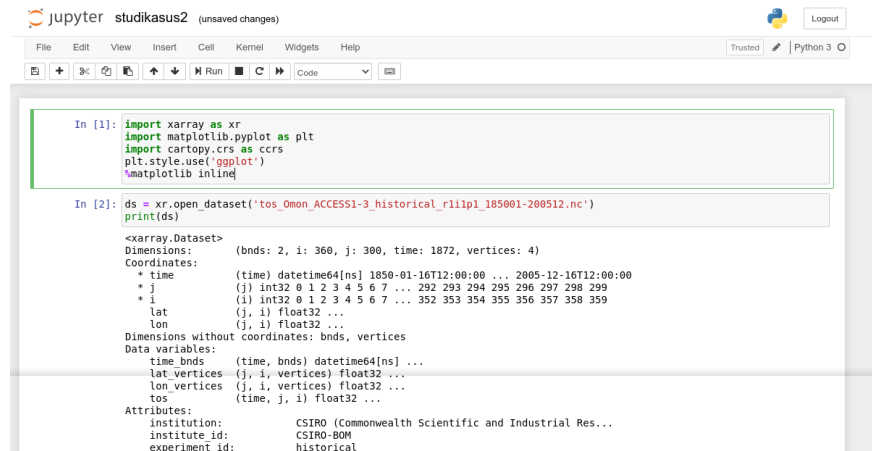 jupyter studikasus2 (unsaved changes)
Logout
File Edit View Insert Cell Kernel Widgets Help
Trusted Python 3
Run Code
In [1]: import xarray as xr
import matplotlib.pyplot as plt
import cartopy.crs as ccrs
plt.style.use('ggplot')
%matplotlib inline
In [2]: ds = xr.open_dataset('tos_Omon_ACCESS1-3_historical_r1i1p1_185001-200512.nc')
print(ds)
<xarray.Dataset>
Dimensions: (bnds: 2, i: 360, j: 300, time: 1872, vertices: 4)
Coordinates:
* time (time) datetime64[ns] 1850-01-16T12:00:00 ... 2005-12-16T12:00:00
* j (j) int32 0 1 2 3 4 5 6 7 ... 292 293 294 295 296 297 298 299
* i (i) int32 0 1 2 3 4 5 6 7 ... 352 353 354 355 356 357 358 359
lat (j, i) float32 ...
lon (j, i) float32 ...
Dimensions without coordinates: bnds, vertices
Data variables:
time_bnds (time, bnds) datetime64[ns] ...
lat_vertices (j, i, vertices) float32 ...
lon_vertices (j, i, vertices) float32 ...
tos (time, j, i) float32 ...
Attributes:
institution: CSIRO (Commonwealth Scientific and Industrial Res...
institute_id: CSIRO-BOM
experiment_id: historical